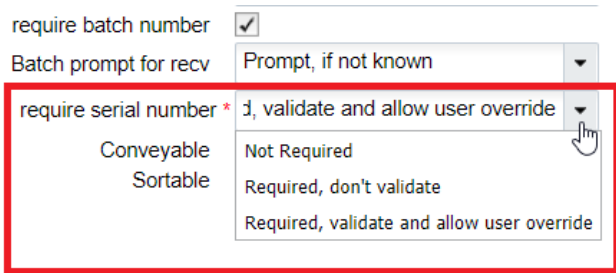 require batch number
Batch prompt for recv Prompt, if not known
require serial number * d, validate and allow user override
Conveyable Not Required
Sortable Required, don't validate
Required, validate and allow user override